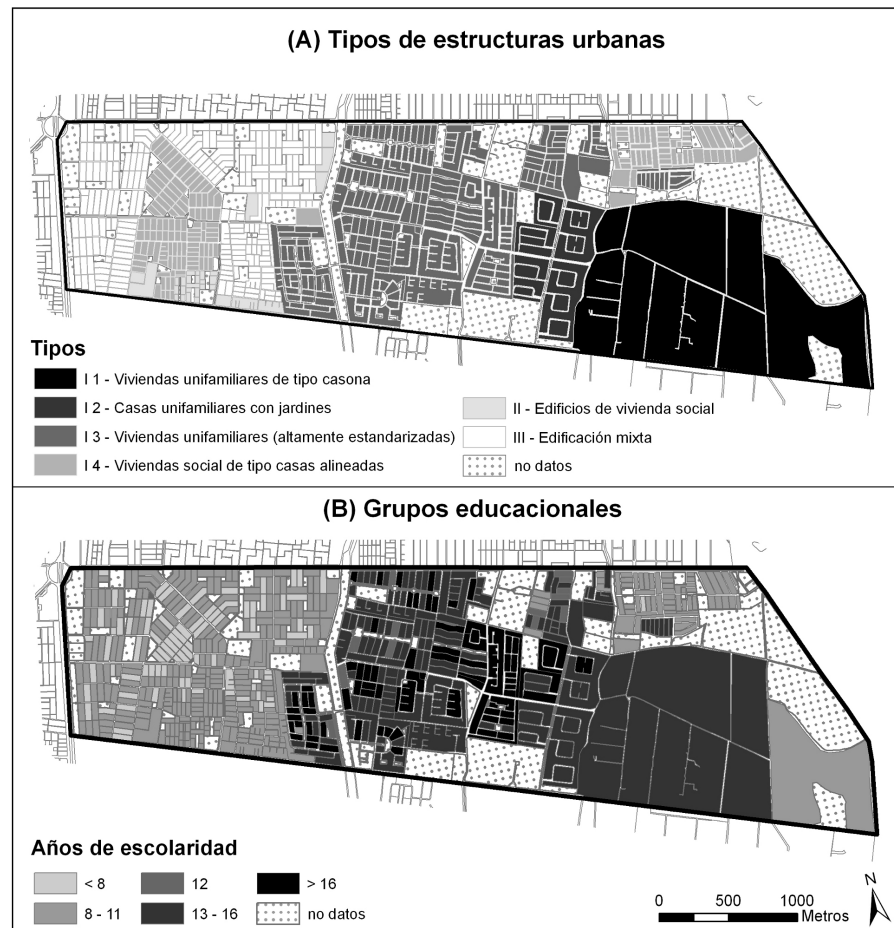 (A) Tipos de estructuras urbanas
Tipos
I 1 - Viviendas unifamiliares de tipo casona
I 2 - Casas unifamiliares con jardines
I 3 - Viviendas unifamiliares (altamente estandarizadas)
I 4 - Viviendas social de tipo casas alineadas
II - Edificios de vivienda social
III - Edificación mixta
no datos
(B) Grupos educacionales
Años de escolaridad
< 8
12
> 16
8 - 11
13 - 16
no datos
N
0 500 1000
Metros